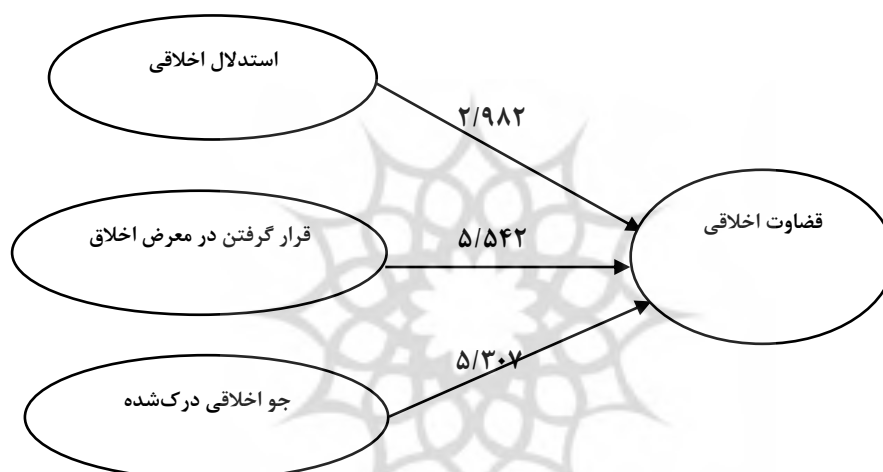 استدلال اخلاقی
۲/۹۸۲
قرار گرفتن در معرض اخلاق
۵/۵۴۲
قضاوت اخلاقی
۵/۳۰۷
جو اخلاقی درک‌شده